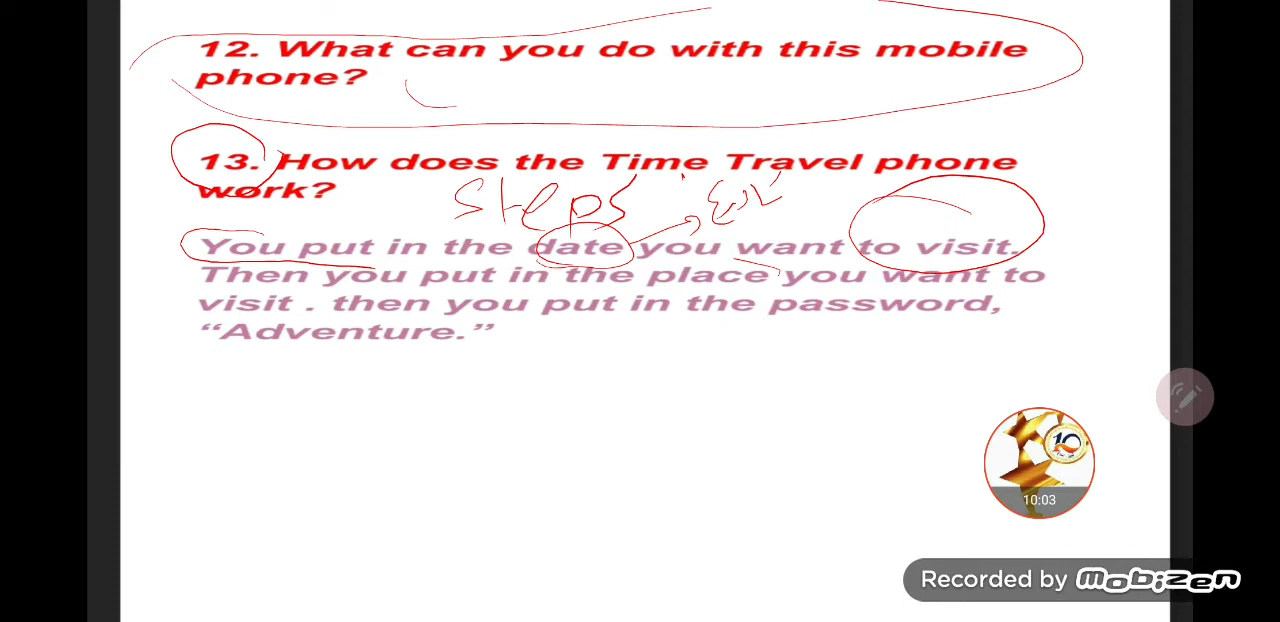 12. What can you do with this mobile
phone?
13. How does the Time Travel phone
work?
steps
You put in the date you want to visit.
Then you put in the place you want to
visit . then you put in the password,
“Adventure.”
10
10:03
Recorded by Mobizen